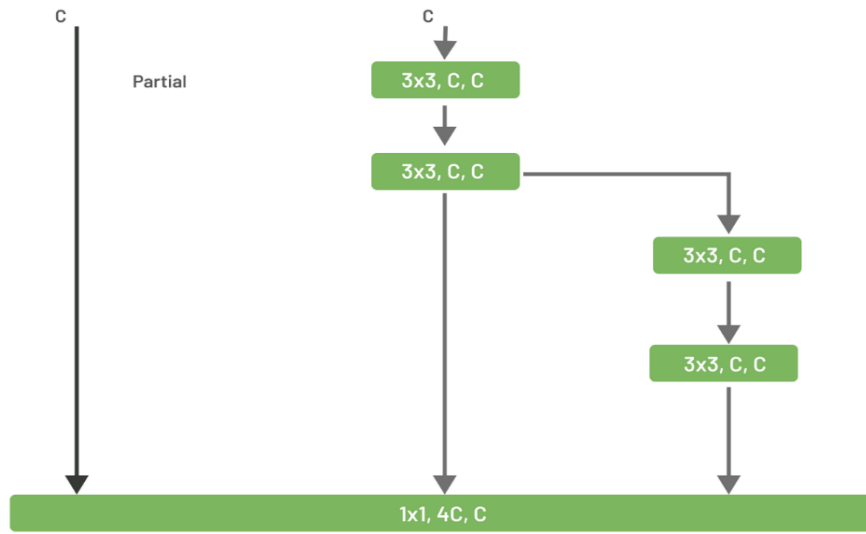 C
C
Partial
3x3, C, C
3x3, C, C
3x3, C, C
3x3, C, C
1x1, 4C, C